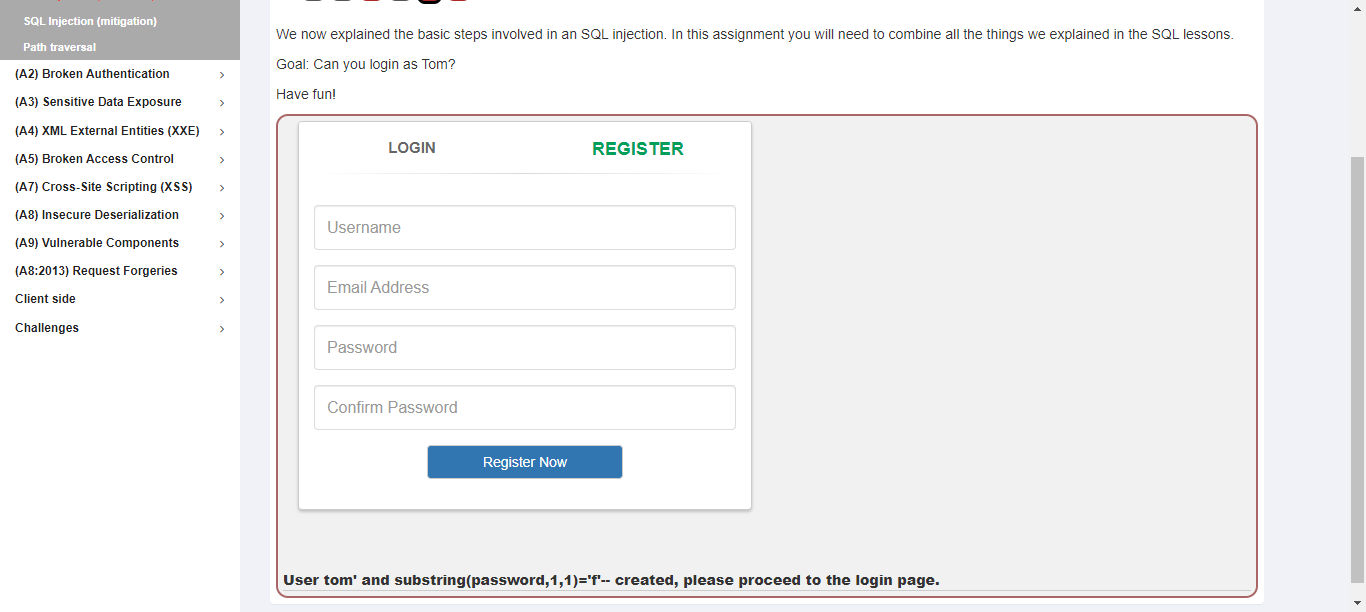 SQL Injection (mitigation)
Path traversal
(A2) Broken Authentication
(A3) Sensitive Data Exposure
(A4) XML External Entities (XXE)
(A5) Broken Access Control
(A7) Cross-Site Scripting (XSS)
(A8) Insecure Deserialization
(A9) Vulnerable Components
(A8:2013) Request Forgeries
Client side
Challenges
We now explained the basic steps involved in an SQL injection. In this assignment you will need to combine all the things we explained in the SQL lessons.
Goal: Can you login as Tom?
Have fun!
LOGIN REGISTER
Username
Email Address
Password
Confirm Password
Register Now
User tom' and substring(password,1,1)='f'-- created, please proceed to the login page.